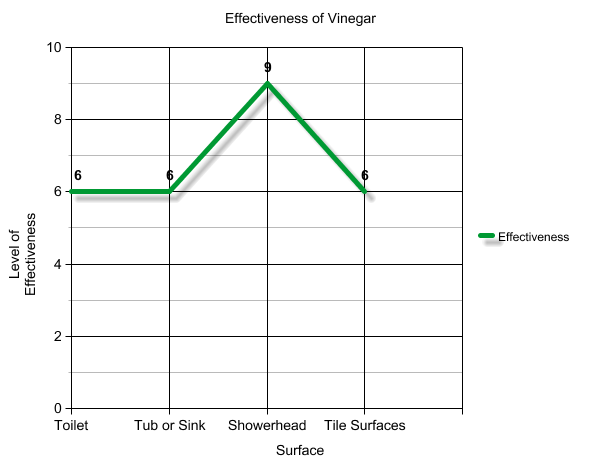 Effectiveness of Vinegar
10
9
8
6
6
6
6
4
2
0
Level of
Effectiveness
Toilet
Tub or Sink
Showerhead
Tile Surfaces
Surface
Effectiveness